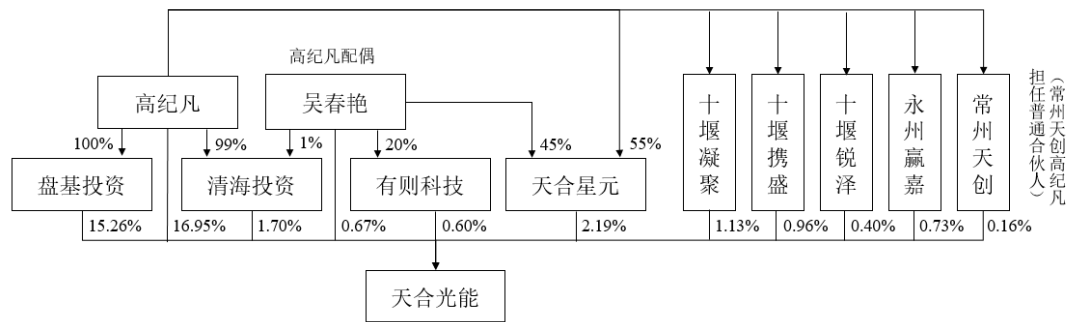 高纪凡配偶
高纪凡
吴春艳
十堰凝聚
十堰携盛
十堰锐泽
永州赢嘉
常州天创
（常州天创高纪凡
担任普通合伙人）
100%
99%
1%
20%
45%
55%
盘基投资
清海投资
有则科技
天合星元
15.26%
16.95%
1.70%
0.67%
0.60%
2.19%
1.13%
0.96%
0.40%
0.73%
0.16%
天合光能